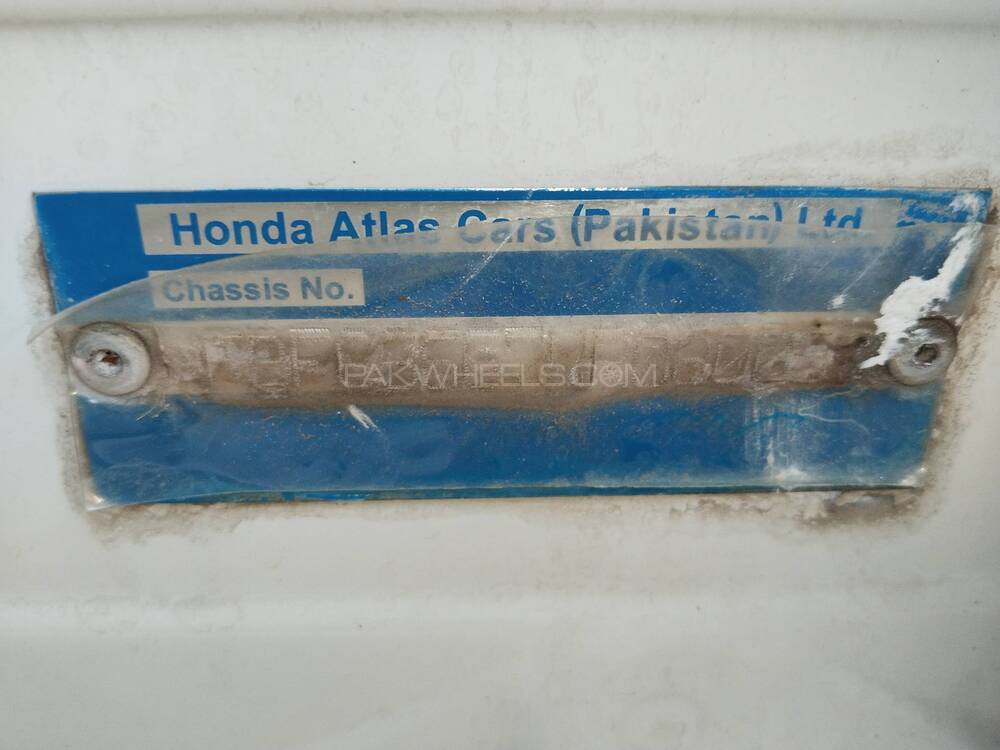 Honda Atlas Cars (Pakistan) Ltd.
Chassis No.
PAKWHEELS.COM